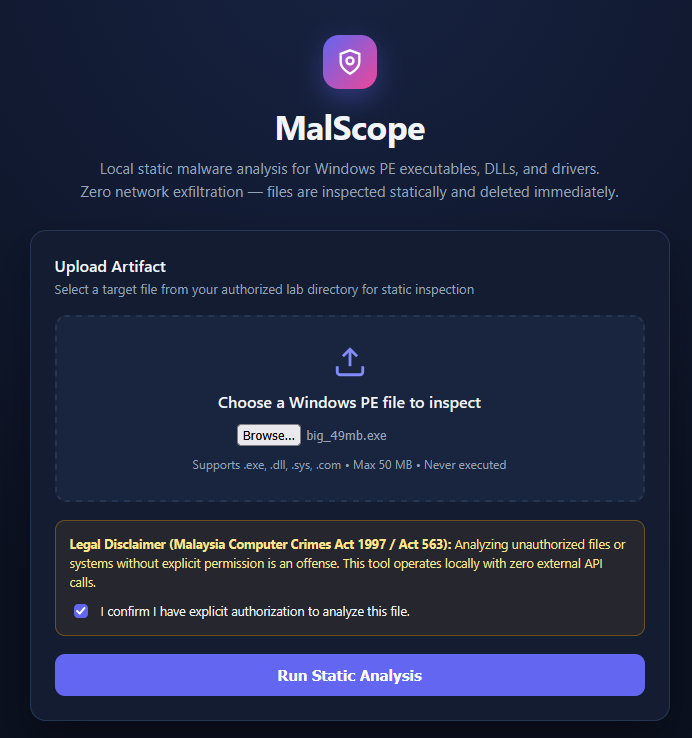 MalScope
Local static malware analysis for Windows PE executables, DLLs, and drivers.
Zero network exfiltration — files are inspected statically and deleted immediately.
Upload Artifact
Select a target file from your authorized lab directory for static inspection
Choose a Windows PE file to inspect
Browse... big_49mb.exe
Supports .exe, .dll, .sys, .com • Max 50 MB • Never executed
Legal Disclaimer (Malaysia Computer Crimes Act 1997 / Act 563): Analyzing unauthorized files or
systems without explicit permission is an offense. This tool operates locally with zero external API
calls.
I confirm I have explicit authorization to analyze this file.
Run Static Analysis